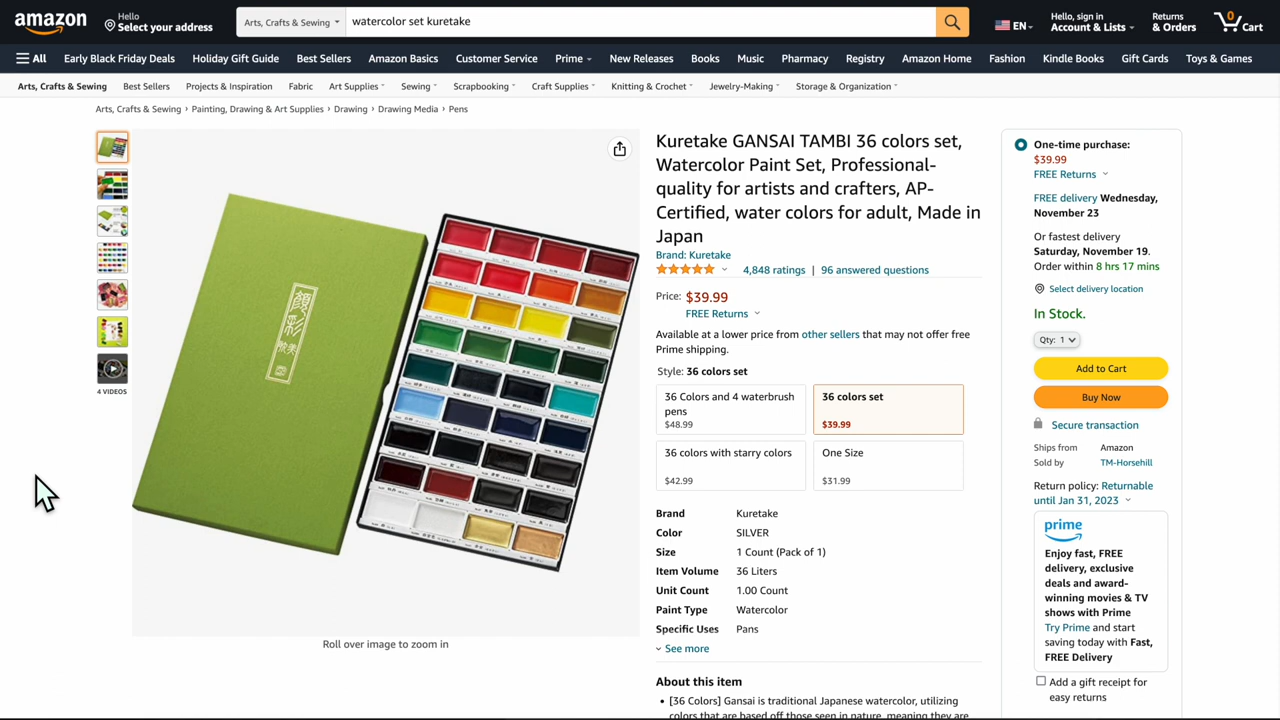 amazon
Hello
Select your address
Arts, Crafts & Sewing
watercolor set kuretake
EN
Hello, sign in
Account & Lists
Returns
& Orders
0
Cart
All
Early Black Friday Deals
Holiday Gift Guide
Best Sellers
Amazon Basics
Customer Service
Prime
New Releases
Books
Music
Pharmacy
Registry
Amazon Home
Fashion
Kindle Books
Gift Cards
Toys & Games
Arts, Crafts & Sewing
Best Sellers
Projects & Inspiration
Fabric
Art Supplies
Sewing
Scrapbooking
Craft Supplies
Knitting & Crochet
Jewelry-Making
Storage & Organization
Arts, Crafts & Sewing › Painting, Drawing & Art Supplies › Drawing › Drawing Media › Pens
4 VIDEOS
顔彩
Roll over image to zoom in
Kuretake GANSAI TAMBI 36 colors set,
Watercolor Paint Set, Professional-
quality for artists and crafters, AP-
Certified, water colors for adult, Made in
Japan
Brand: Kuretake
4,848 ratings | 96 answered questions
Price: $39.99
FREE Returns
Available at a lower price from other sellers that may not offer free
Prime shipping.
Style: 36 colors set
36 Colors and 4 waterbrush
pens
$48.99
36 colors set
$39.99
36 colors with starry colors
$42.99
One Size
$31.99
Brand Kuretake
Color SILVER
Size 1 Count (Pack of 1)
Item Volume 36 Liters
Unit Count 1.00 Count
Paint Type Watercolor
Specific Uses Pans
See more
About this item
• [36 Colors] Gansai is traditional Japanese watercolor, utilizing
colors that are based off those seen in nature, meaning they are
One-time purchase:
$39.99
FREE Returns
FREE delivery Wednesday,
November 23
Or fastest delivery
Saturday, November 19.
Order within 8 hrs 17 mins
Select delivery location
In Stock.
Qty: 1
Add to Cart
Buy Now
Secure transaction
Ships from Amazon
Sold by TM-Horsehill
Return policy: Returnable
until Jan 31, 2023
prime
Enjoy fast, FREE
delivery, exclusive
deals and award-
winning movies & TV
shows with Prime
Try Prime and start
saving today with Fast,
FREE Delivery
Add a gift receipt for
easy returns